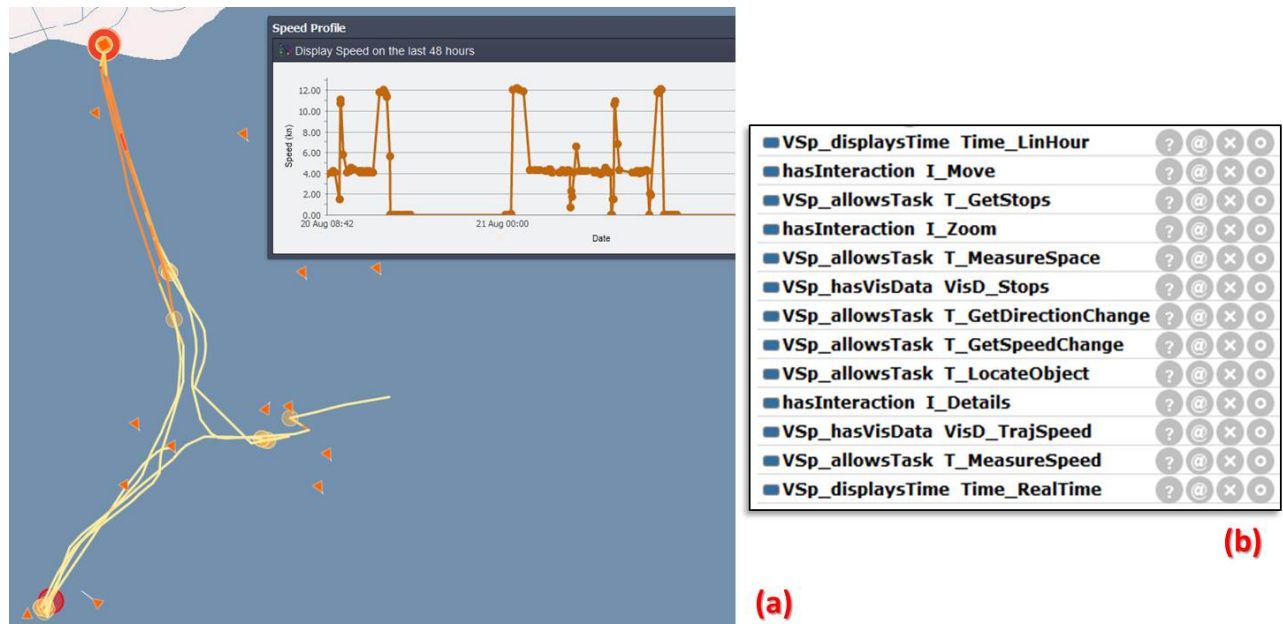 Speed Profile
Display Speed on the last 48 hours
12.00
10.00
8.00
6.00
4.00
2.00
0.00
Speed (kn)
20 Aug 08:42
21 Aug 00:00
Date
VSp_displaysTime Time_LinHour
hasInteraction I_Move
VSp_allowsTask T_GetStops
hasInteraction I_Zoom
VSp_allowsTask T_MeasureSpace
VSp_hasVisData VisD_Stops
VSp_allowsTask T_GetDirectionChange
VSp_allowsTask T_GetSpeedChange
VSp_allowsTask T_LocateObject
hasInteraction I_Details
VSp_hasVisData VisD_TrajSpeed
VSp_allowsTask T_MeasureSpeed
VSp_displaysTime Time_RealTime
(b)
(a)